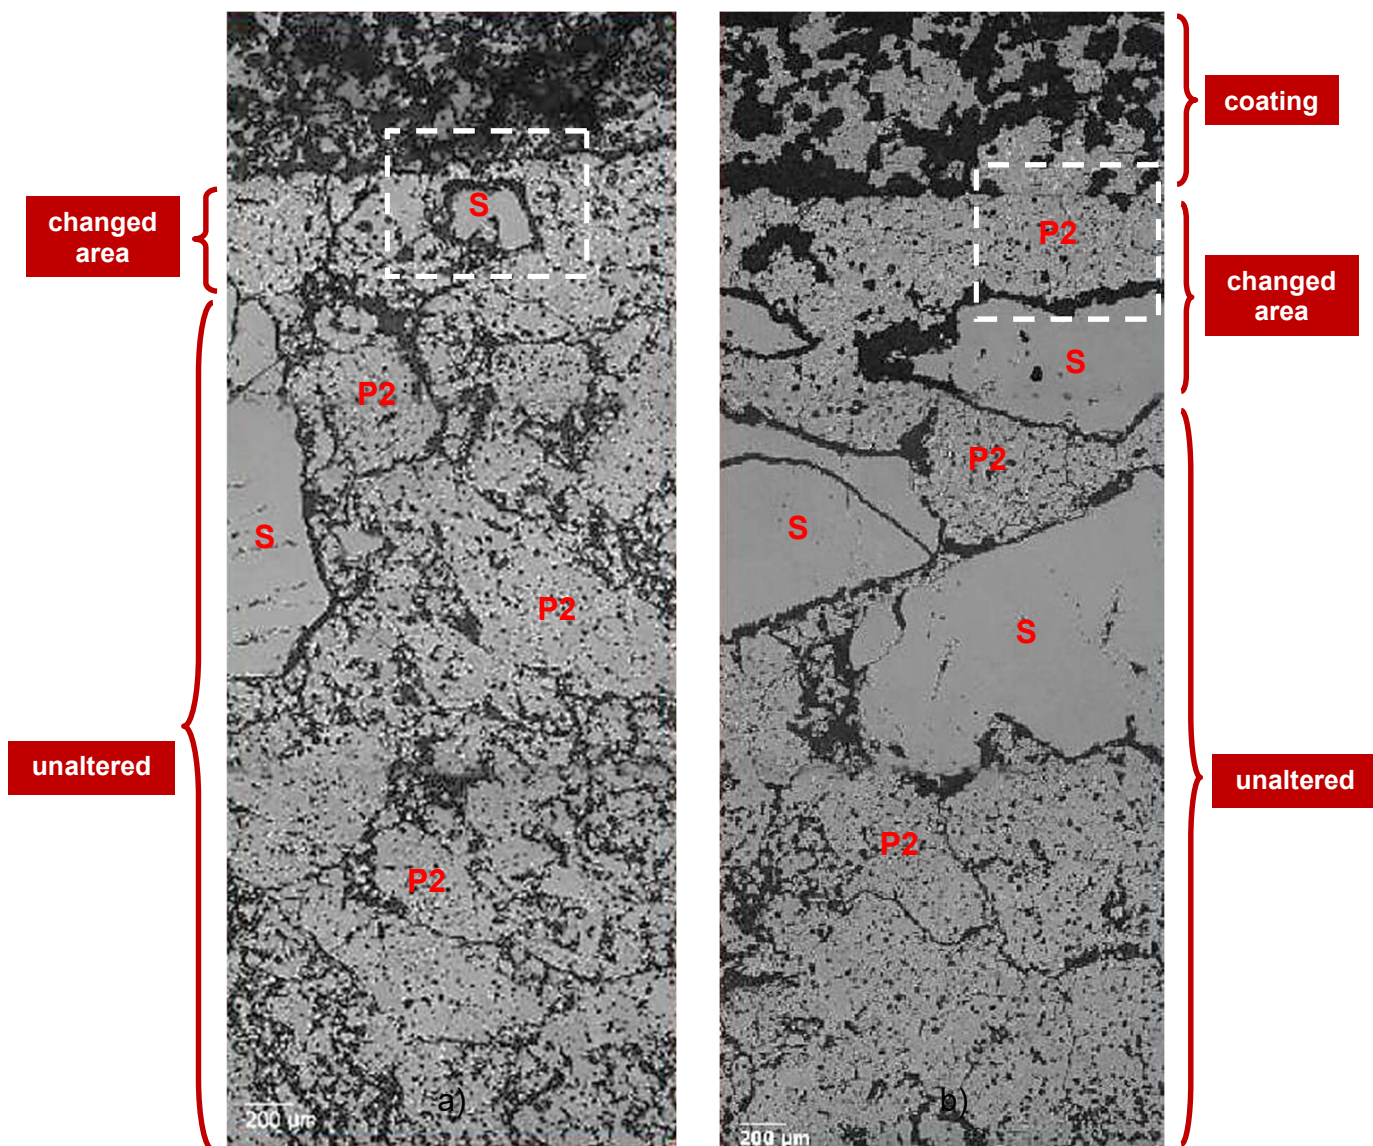 coating
changed
area
S
P2
unaltered
P2
S
P2
a)
200 µm
P2
changed
area
S
P2
S
S
P2
unaltered
b)
200 µm